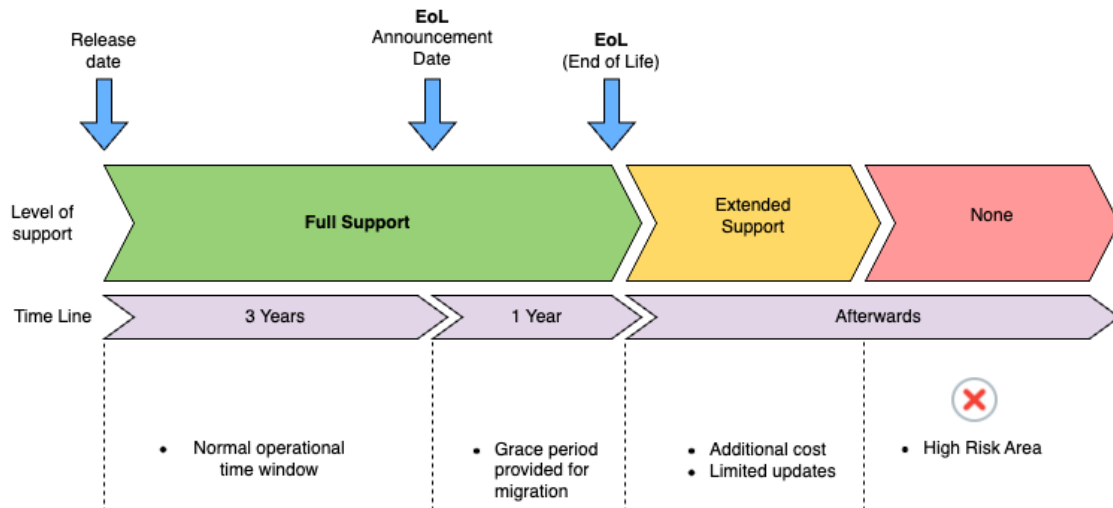 Release
date
EoL
Announcement
Date
EoL
(End of Life)
Level of
support
Full Support
Extended
Support
None
Time Line
3 Years
1 Year
Afterwards
• Normal operational
time window
• Grace period
provided for
migration
• Additional cost
• Limited updates
• High Risk Area